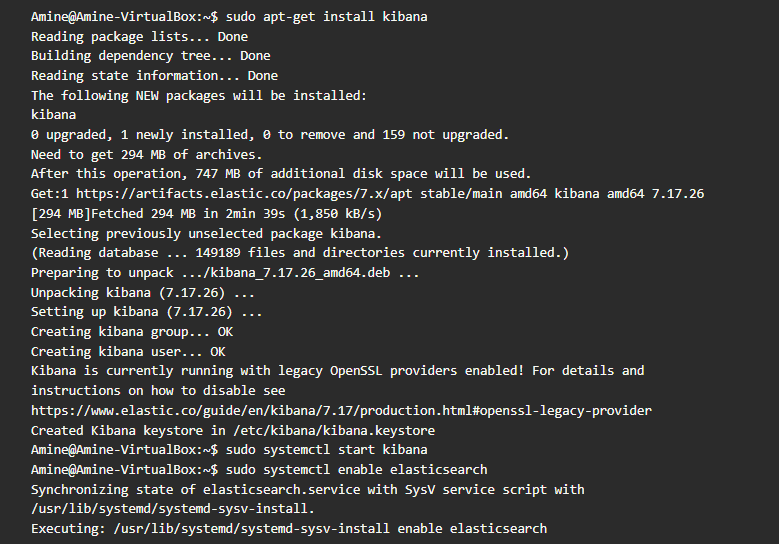 Amine@Amine-VirtualBox:~$ sudo apt-get install kibana
Reading package lists... Done
Building dependency tree... Done
Reading state information... Done
The following NEW packages will be installed:
kibana
0 upgraded, 1 newly installed, 0 to remove and 159 not upgraded.
Need to get 294 MB of archives.
After this operation, 747 MB of additional disk space will be used.
Get:1 https://artifacts.elastic.co/packages/7.x/apt stable/main amd64 kibana amd64 7.17.26
[294 MB]Fetched 294 MB in 2min 39s (1,850 kB/s)
Selecting previously unselected package kibana.
(Reading database ... 149189 files and directories currently installed.)
Preparing to unpack .../kibana_7.17.26_amd64.deb ...
Unpacking kibana (7.17.26) ...
Setting up kibana (7.17.26) ...
Creating kibana group... OK
Creating kibana user... OK
Kibana is currently running with legacy OpenSSL providers enabled! For details and
instructions on how to disable see
https://www.elastic.co/guide/en/kibana/7.17/production.html#openssl-legacy-provider
Created Kibana keystore in /etc/kibana/kibana.keystore
Amine@Amine-VirtualBox:~$ sudo systemctl start kibana
Amine@Amine-VirtualBox:~$ sudo systemctl enable elasticsearch
Synchronizing state of elasticsearch.service with SysV service script with
/usr/lib/systemd/systemd-sysv-install.
Executing: /usr/lib/systemd/systemd-sysv-install enable elasticsearch